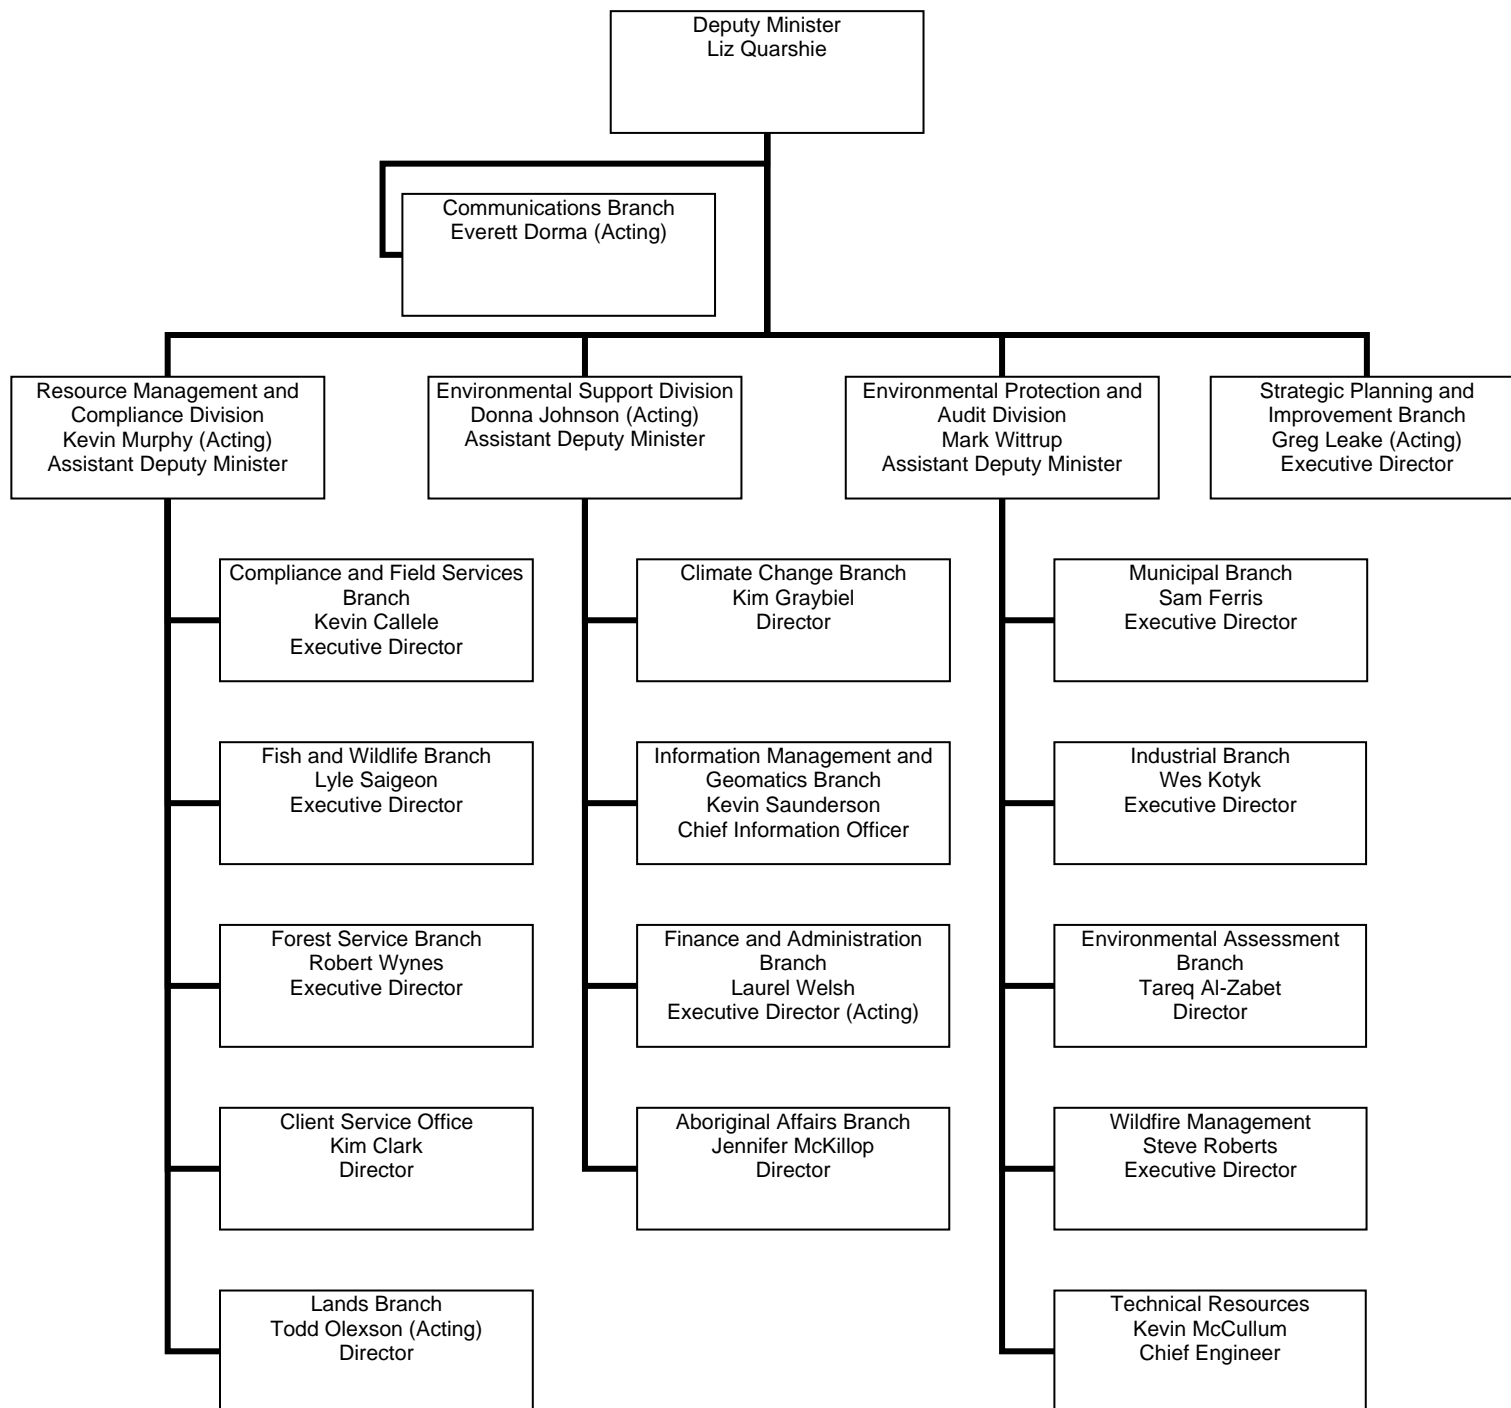 Deputy Minister
Liz Quarshie
Communications Branch
Everett Dorma (Acting)
Resource Management and
Compliance Division
Kevin Murphy (Acting)
Assistant Deputy Minister
Environmental Support Division
Donna Johnson (Acting)
Assistant Deputy Minister
Environmental Protection and
Audit Division
Mark Wittrup
Assistant Deputy Minister
Strategic Planning and
Improvement Branch
Greg Leake (Acting)
Executive Director
Compliance and Field Services
Branch
Kevin Callele
Executive Director
Climate Change Branch
Kim Graybiel
Director
Municipal Branch
Sam Ferris
Executive Director
Fish and Wildlife Branch
Lyle Saigeon
Executive Director
Information Management and
Geomatics Branch
Kevin Saunderson
Chief Information Officer
Industrial Branch
Wes Kotyk
Executive Director
Forest Service Branch
Robert Wynes
Executive Director
Finance and Administration
Branch
Laurel Welsh
Executive Director (Acting)
Environmental Assessment
Branch
Tareq Al-Zabet
Director
Client Service Office
Kim Clark
Director
Aboriginal Affairs Branch
Jennifer McKillop
Director
Wildfire Management
Steve Roberts
Executive Director
Lands Branch
Todd Olexson (Acting)
Director
Technical Resources
Kevin McCullum
Chief Engineer